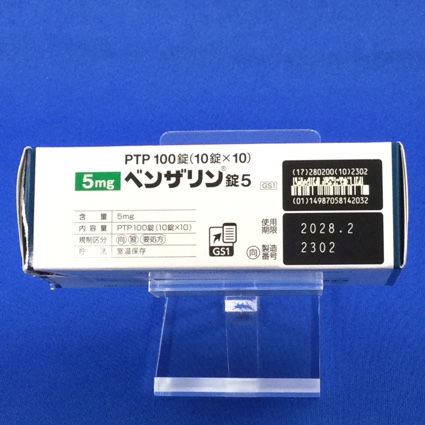 PTP 100錠(10錠×10)
5mg ベンザリン®錠5
GS1
含 量 5mg
内 容 量 PTP100錠(10錠×10)
規制区分 向 習 要処方
貯 法 室温保存
GS1
(17)280200(10)2302
(01)14987058142032
使用期限 2028.2
向 製造番号 2302